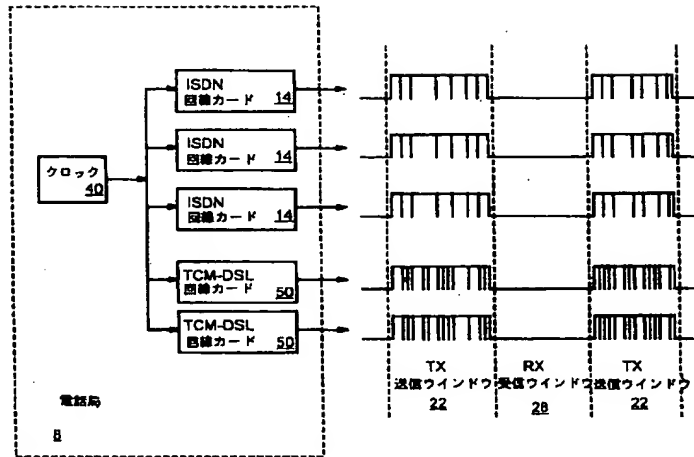 ISDN
回線カード 14
ISDN
回線カード 14
クロック
40
ISDN
回線カード 14
TCM-DSL
回線カード 50
TCM-DSL
回線カード 50
電話局
8
TX
送信ウインドウ
22
RX
受信ウインドウ
28
TX
送信ウインドウ
22